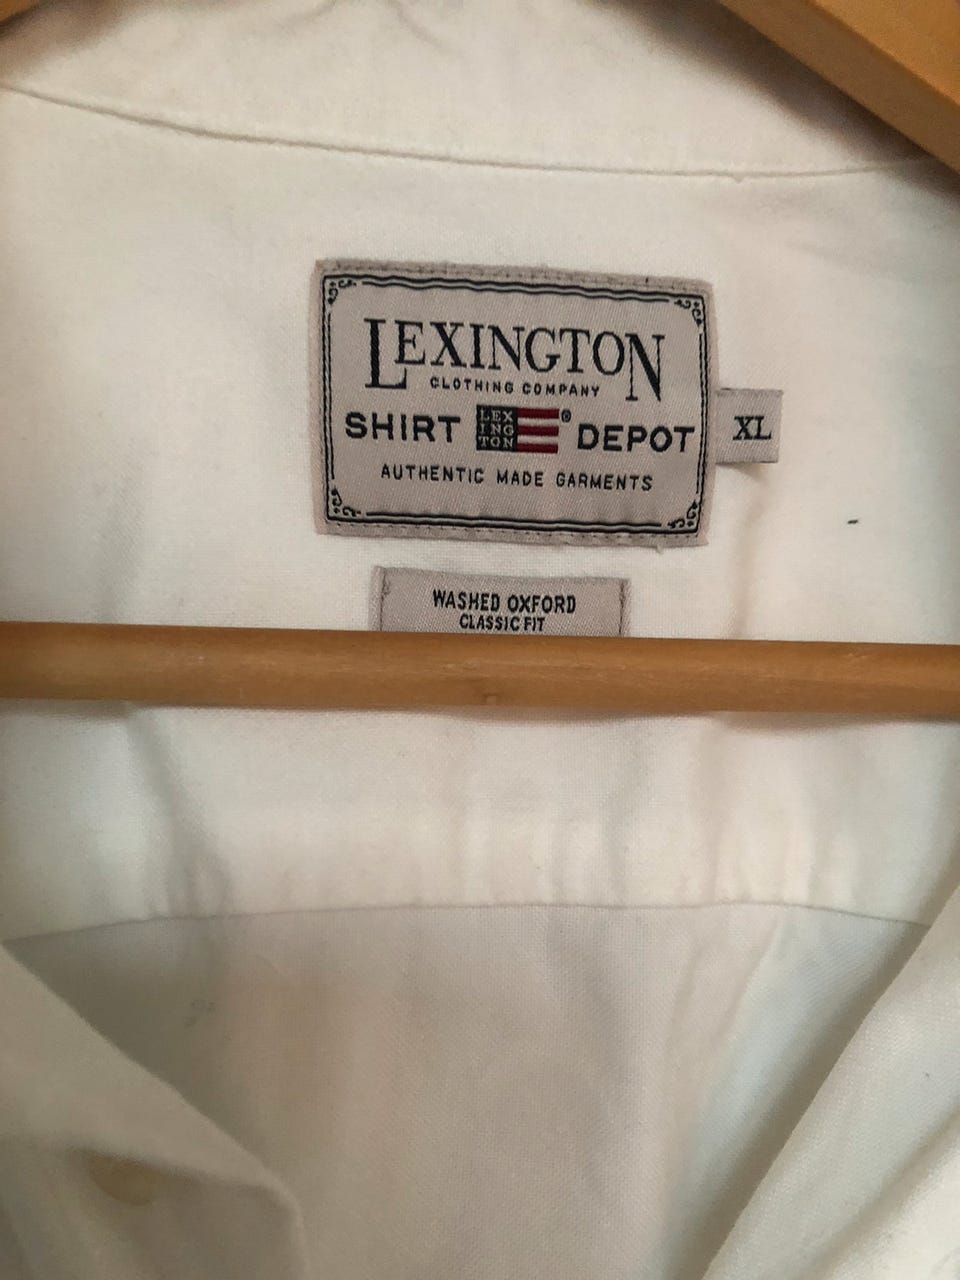 LEXINGTON
CLOTHING COMPANY
SHIRT LEX ING TON ® DEPOT
AUTHENTIC MADE GARMENTS
XL
WASHED OXFORD
CLASSIC FIT